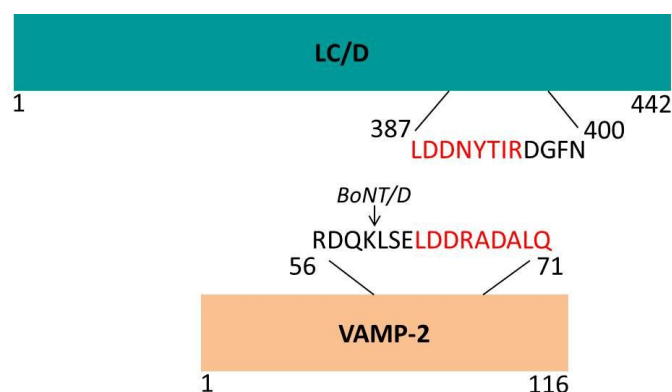 LC/D
1 442
387 400
LDDNYTIRDGFN
BoNT/D
RDQKLSELDDRADALQ
56 71
VAMP-2
1 116